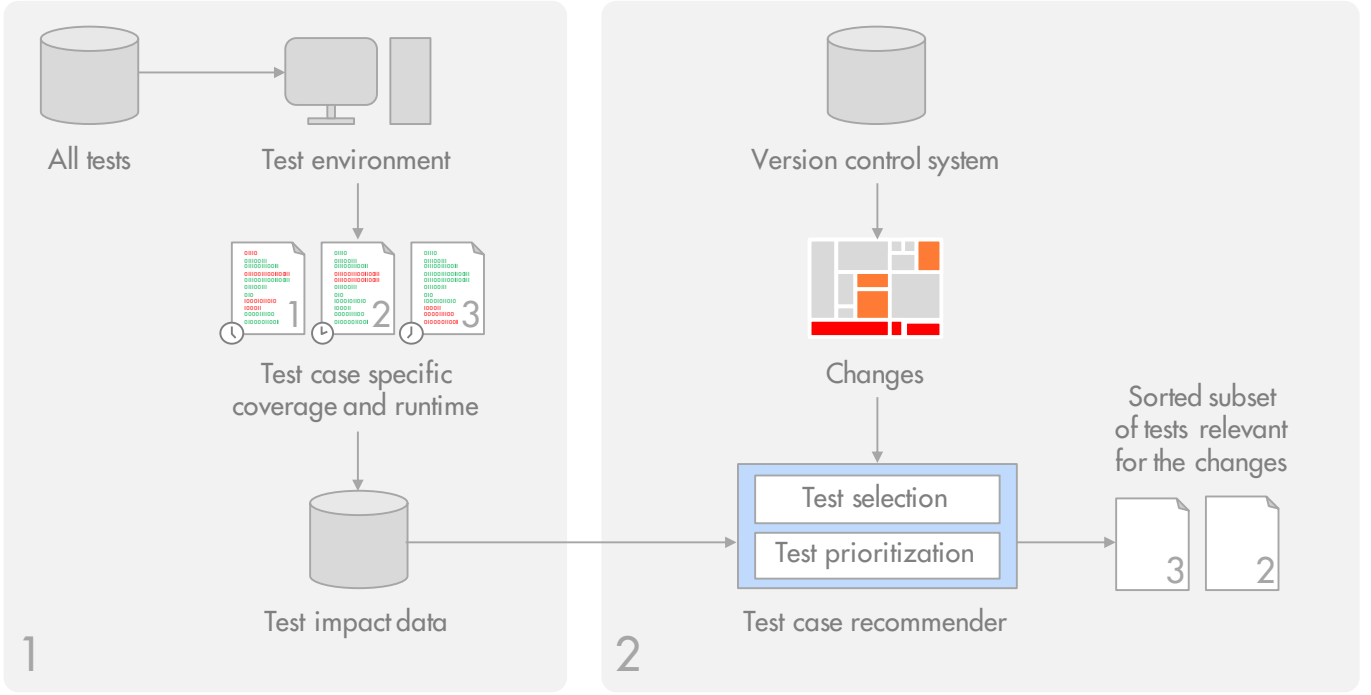 All tests
Test environment
1
2
3
Test case specific
coverage and runtime
Test impact data
1
Version control system
Changes
Test selection
Test prioritization
Test case recommender
Sorted subset
of tests relevant
for the changes
3
2
2